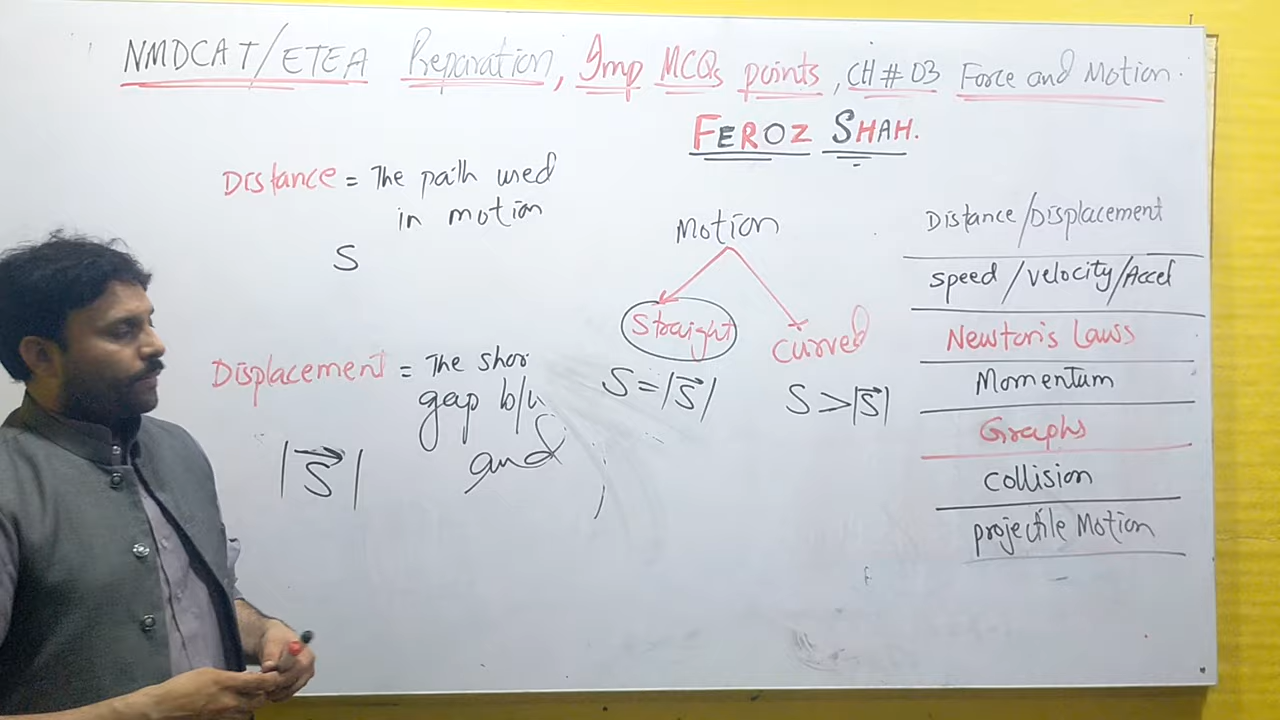 NMDCAT/ETEA Reparation, Imp MCQs points, CH # 03 Force and Motion.
FEROZ SHAH.
Distance = The path used
in motion
S
Displacement = The shor
gap b/w
and
|S⃗|
Motion
Straight
Curved
S = |S⃗|
S > |S⃗|
Distance/Displacement
Speed/velocity/Accel
Newton's Laws
Momentum
Graphs
collision
projectile Motion